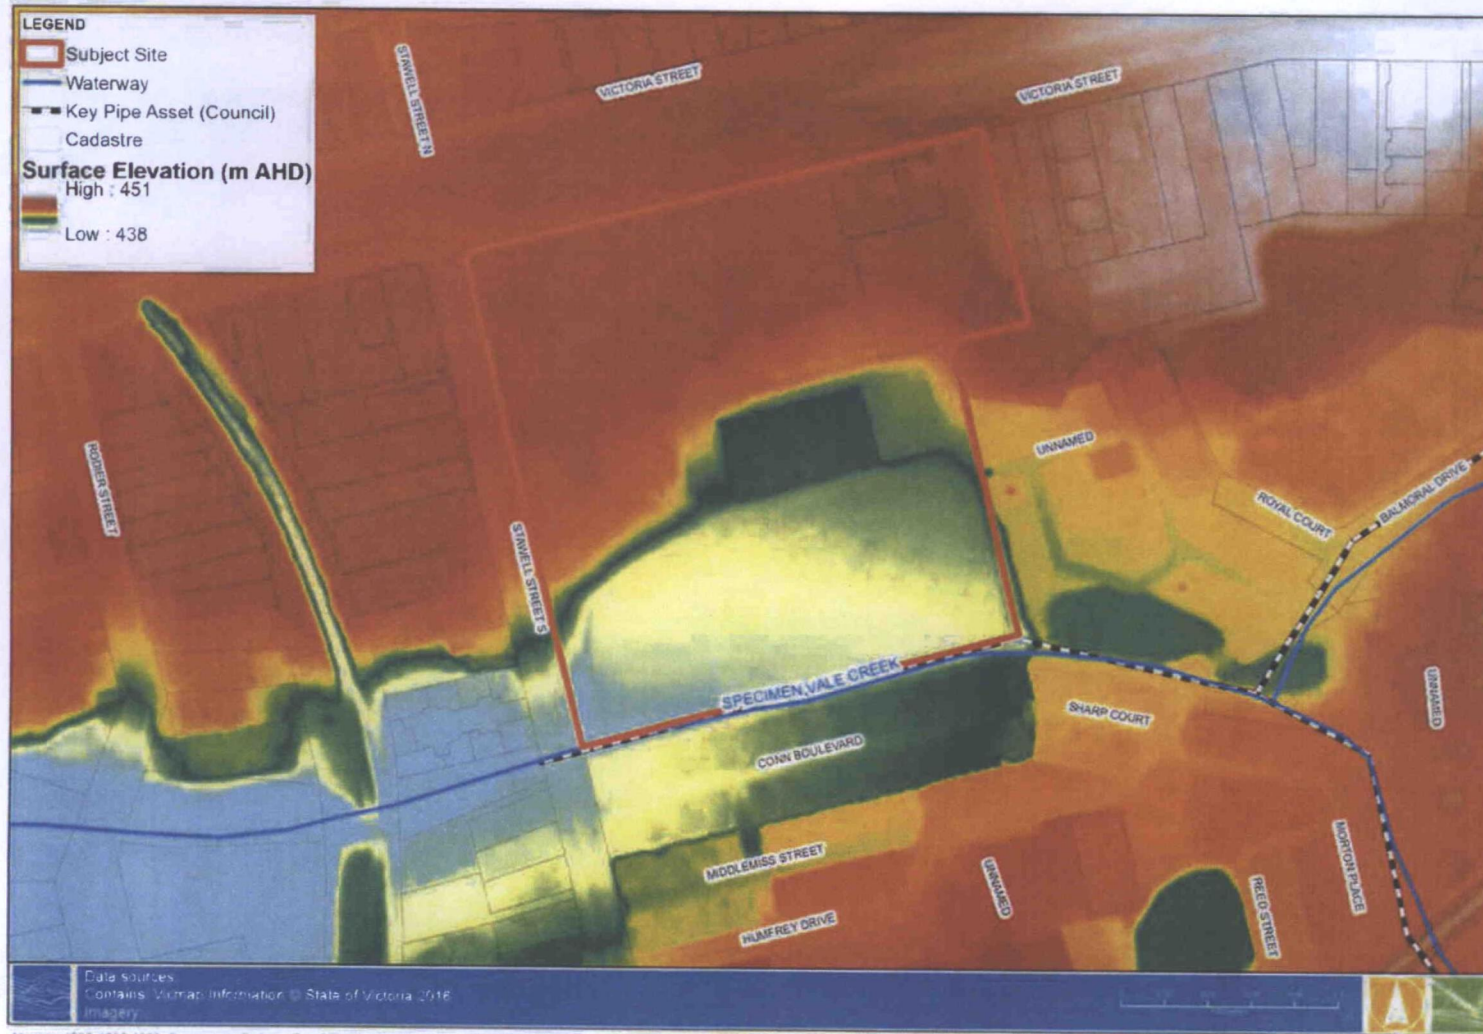 LEGEND
Subject Site
Waterway
Key Pipe Asset (Council)
Cadastre
Surface Elevation (m AHD)
High : 451
Low : 438
STAWELL STREET N
VICTORIA STREET
VICTORIA STREET
RODIER STREET
STAWELL STREET S
UNNAMED
ROYAL COURT
BALMORAL DRIVE
SPECIMEN VALE CREEK
SHARP COURT
UNNAMED
CONN BOULEVARD
MIDDLEMISS STREET
HUMFREY DRIVE
UNNAMED
REED STREET
MORTON PLACE
Data sources:
Contains: Vicmap Information © State of Victoria 2016
Imagery